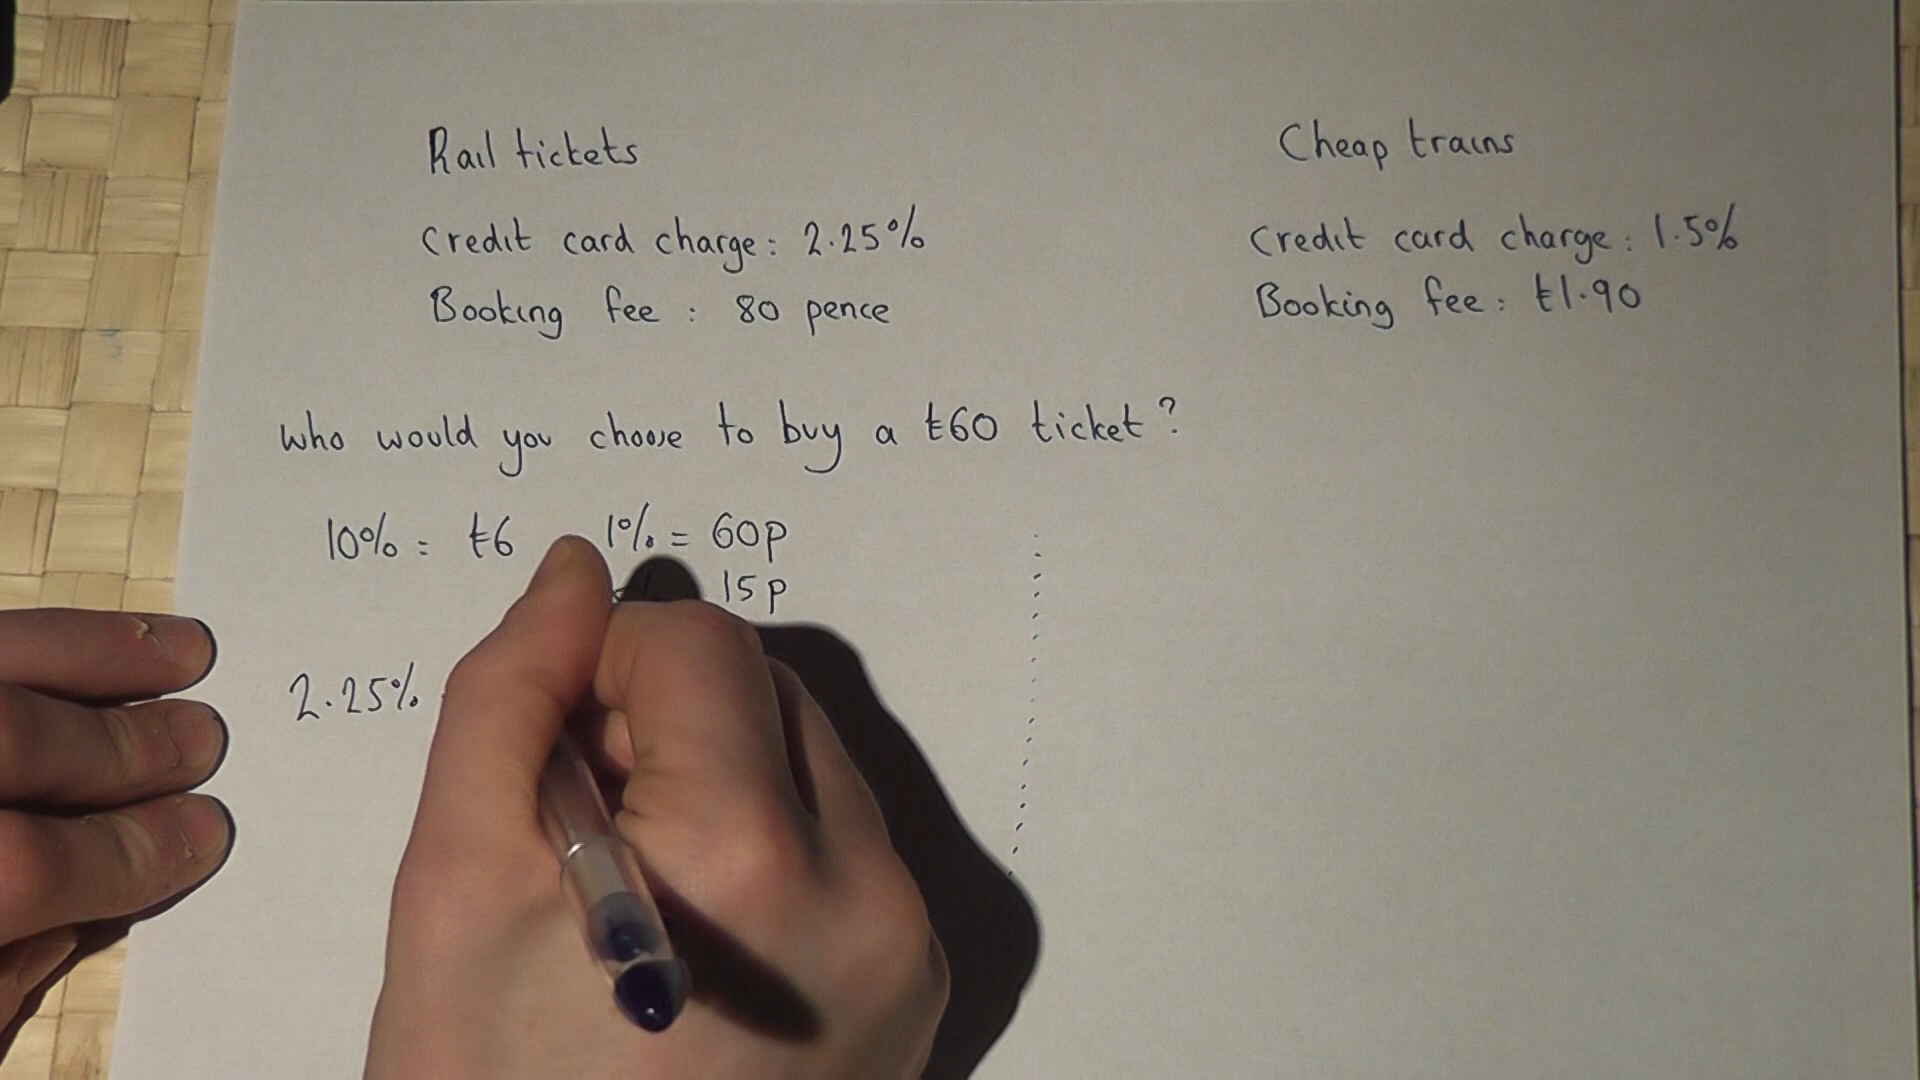 Rail tickets
Credit card charge: 2.25%
Booking fee : 80 pence
Cheap trains
Credit card charge: 1.5%
Booking fee: £1.90
Who would you choose to buy a £60 ticket?
10% = £6 1% = 60p
15p
2.25%